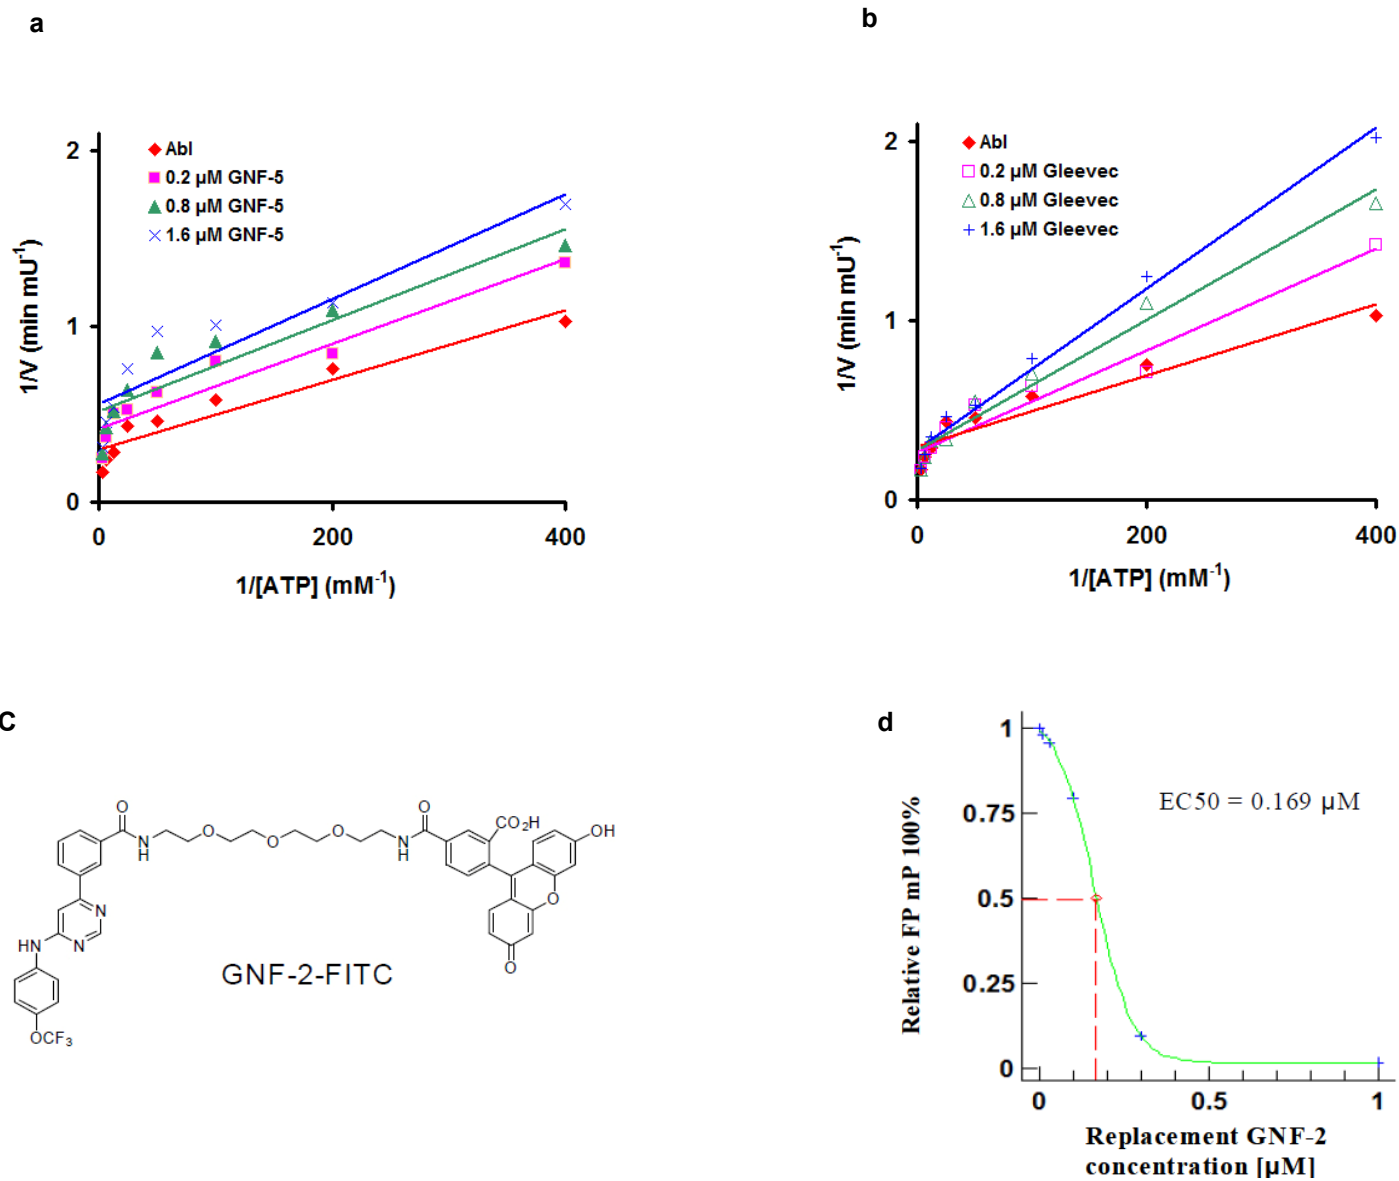 a
2
1
0
0
200
400
1/V (min mU⁻¹)
1/[ATP] (mM⁻¹)
Abl
0.2 µM GNF-5
0.8 µM GNF-5
1.6 µM GNF-5
b
2
1
0
0
200
400
1/V (min mU⁻¹)
1/[ATP] (mM⁻¹)
Abl
0.2 µM Gleevec
0.8 µM Gleevec
1.6 µM Gleevec
C
O
N
H
O
O
O
N
H
O
CO₂H
OH
O
O
N
N
HN
OCF₃
GNF-2-FITC
d
1
0.75
0.5
0.25
0
0
0.5
1
Relative FP mP 100%
EC50 = 0.169 µM
Replacement GNF-2
concentration [µM]